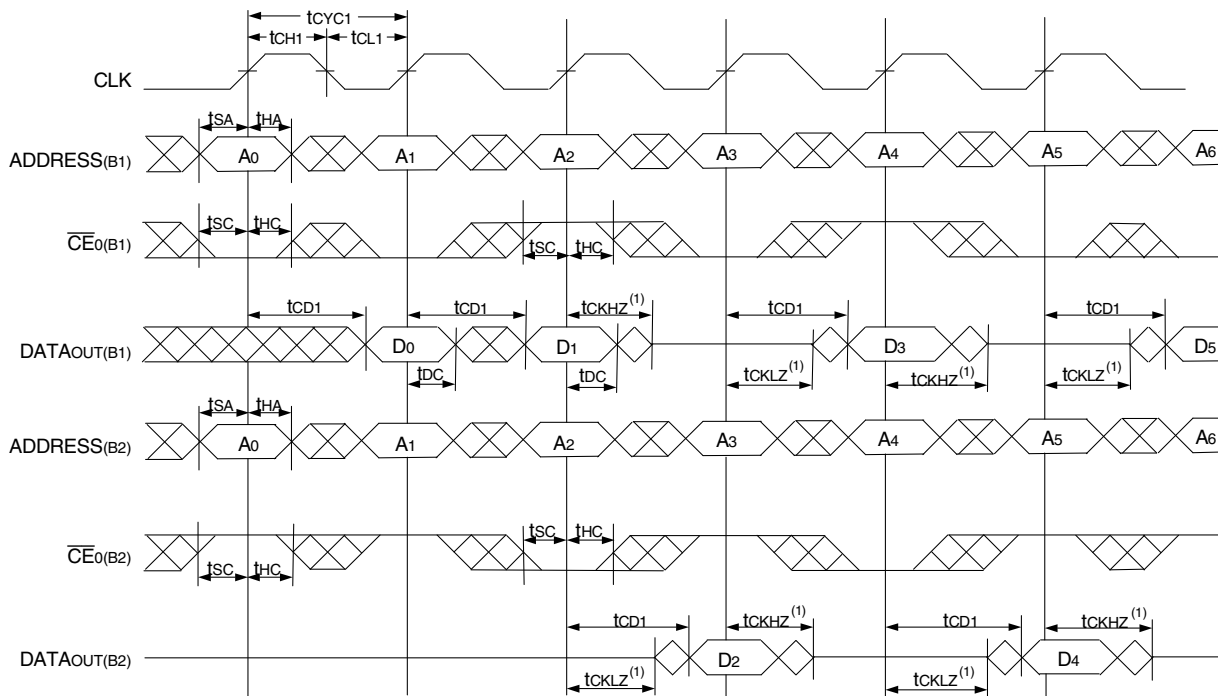 tCYC1
tCH1 tCL1
CLK
tSA tHA
ADDRESS(B1) A0 A1 A2 A3 A4 A5 A6
tSC tHC
CE0(B1)
tSC tHC
tCD1 tCD1 tCKHZ(1) tCD1 tCD1
DATAOUT(B1) D0 D1 D3 D5
tDC tDC tCKLZ(1) tCKHZ(1) tCKLZ(1)
tSA tHA
ADDRESS(B2) A0 A1 A2 A3 A4 A5 A6
tSC tHC
CE0(B2)
tSC tHC
tCD1 tCKHZ(1) tCD1 tCKHZ(1)
DATAOUT(B2) D2 D4
tCKLZ(1) tCKLZ(1)